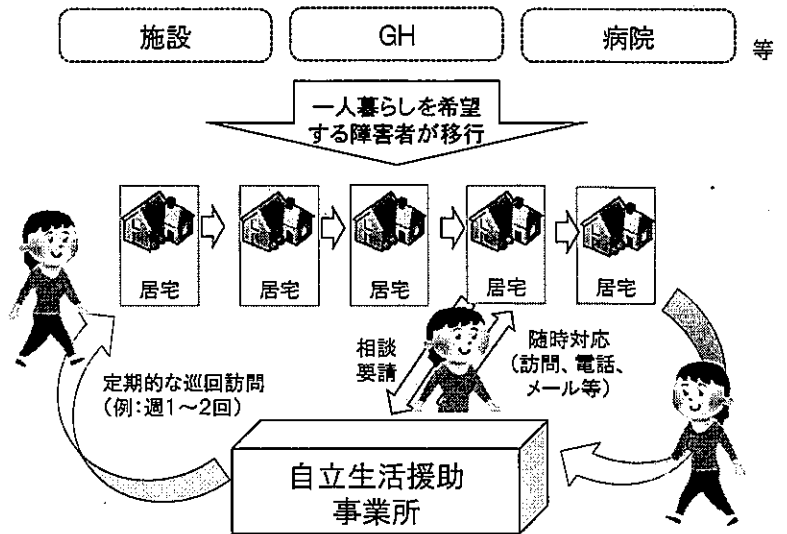 施設
GH
病院
等
一人暮らしを希望
する障害者が移行
居宅
居宅
居宅
居宅
居宅
定期的な巡回訪問
(例:週1~2回)
相談
要請
随時対応
(訪問、電話、
メール等)
自立生活援助
事業所